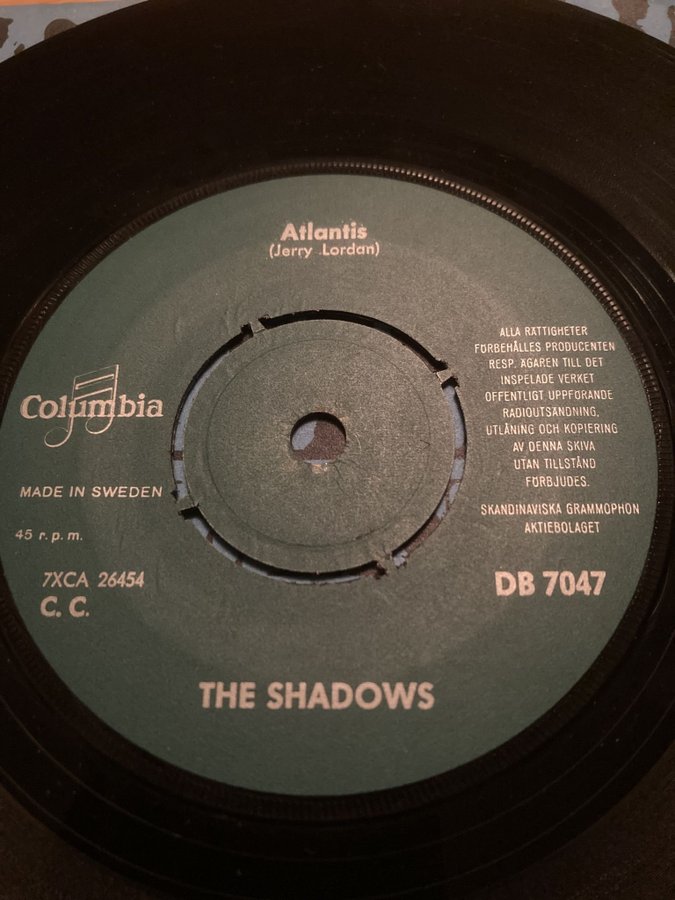 Atlantis
(Jerry Lordan)
Columbia
MADE IN SWEDEN
45 r.p.m.
7XCA 26454
C. C.
ALLA RÄTTIGHETER
FÖRBEHÅLLES PRODUCENTEN
RESP. ÄGAREN TILL DET
INSPELADE VERKET
OFFENTLIGT UPPFÖRANDE
RADIOUTSÄNDNING,
UTLÅNING OCH KOPIERING
AV DENNA SKIVA
UTAN TILLSTÅND
FÖRBJUDES.
SKANDINAVISKA GRAMMOPHON
AKTIEBOLAGET
DB 7047
THE SHADOWS